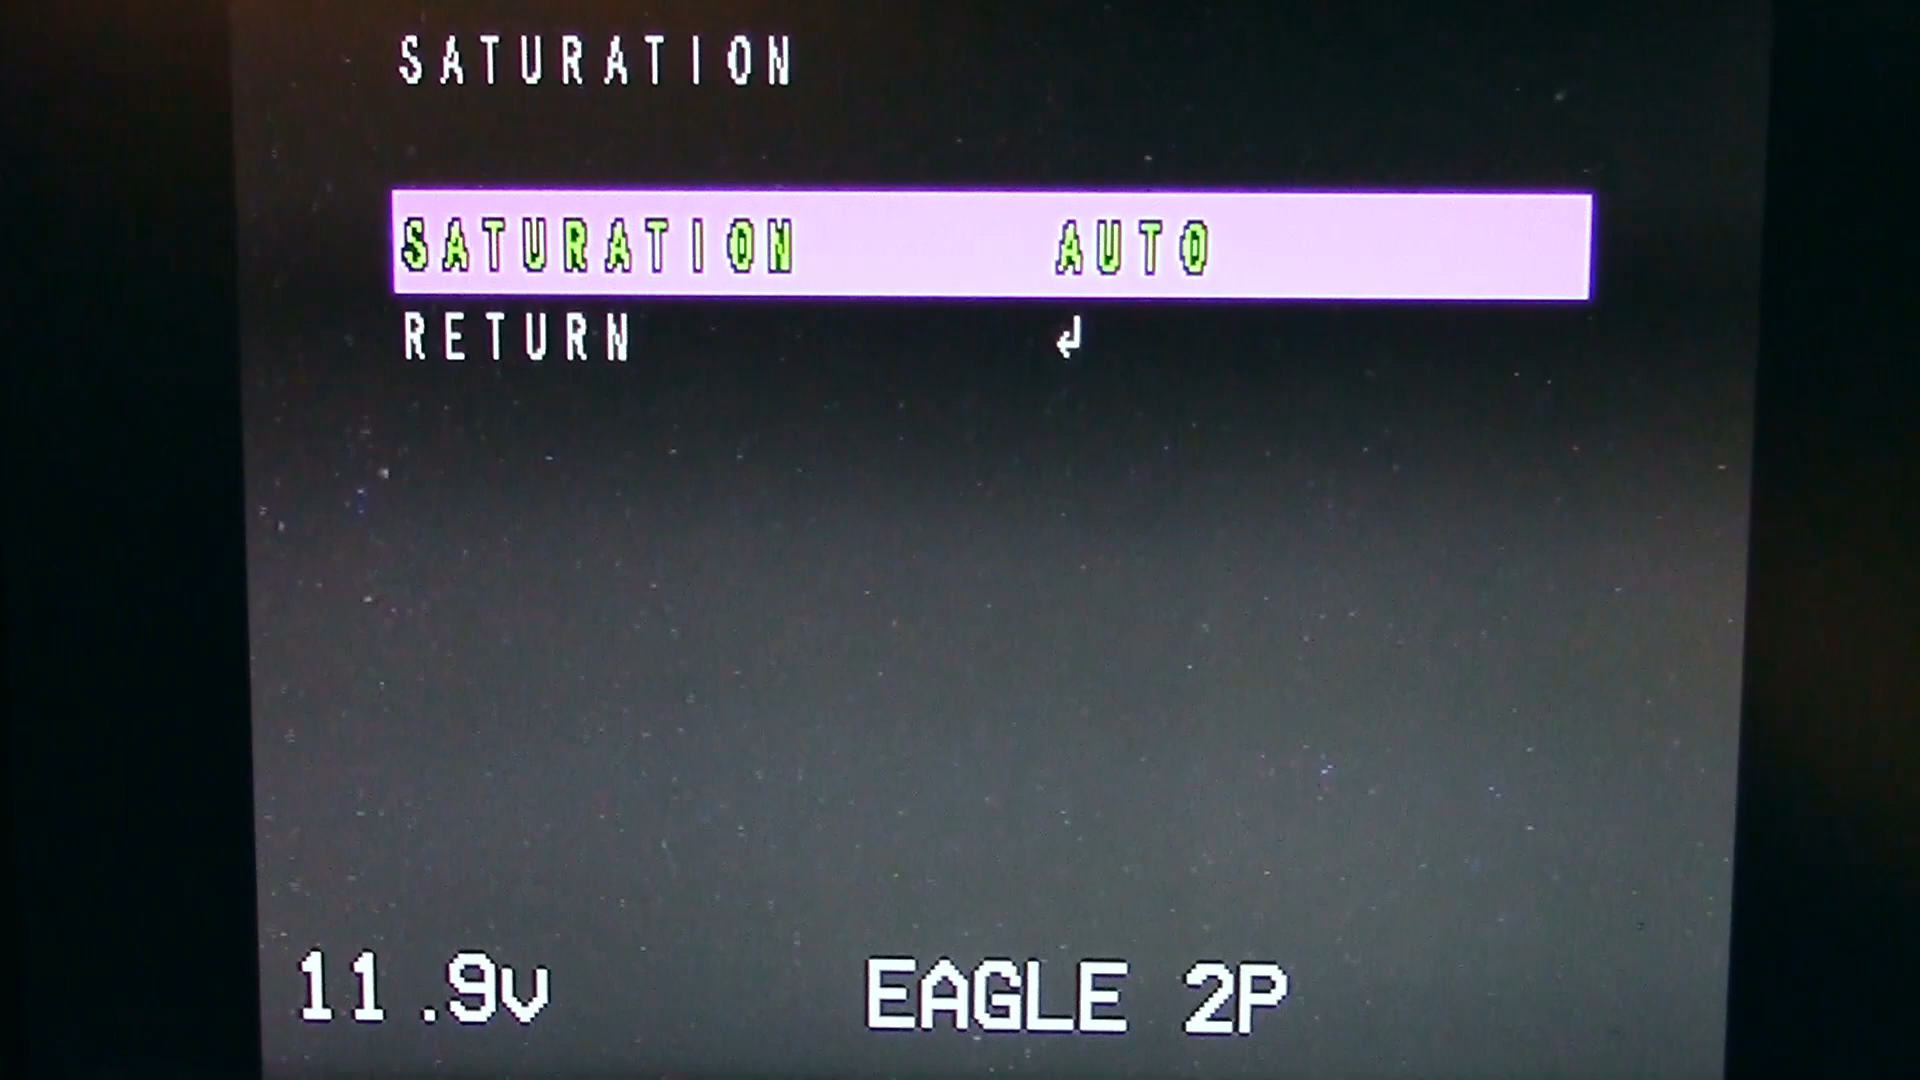 SATURATION
SATURATION AUTO
RETURN ↲
11.9v EAGLE 2P